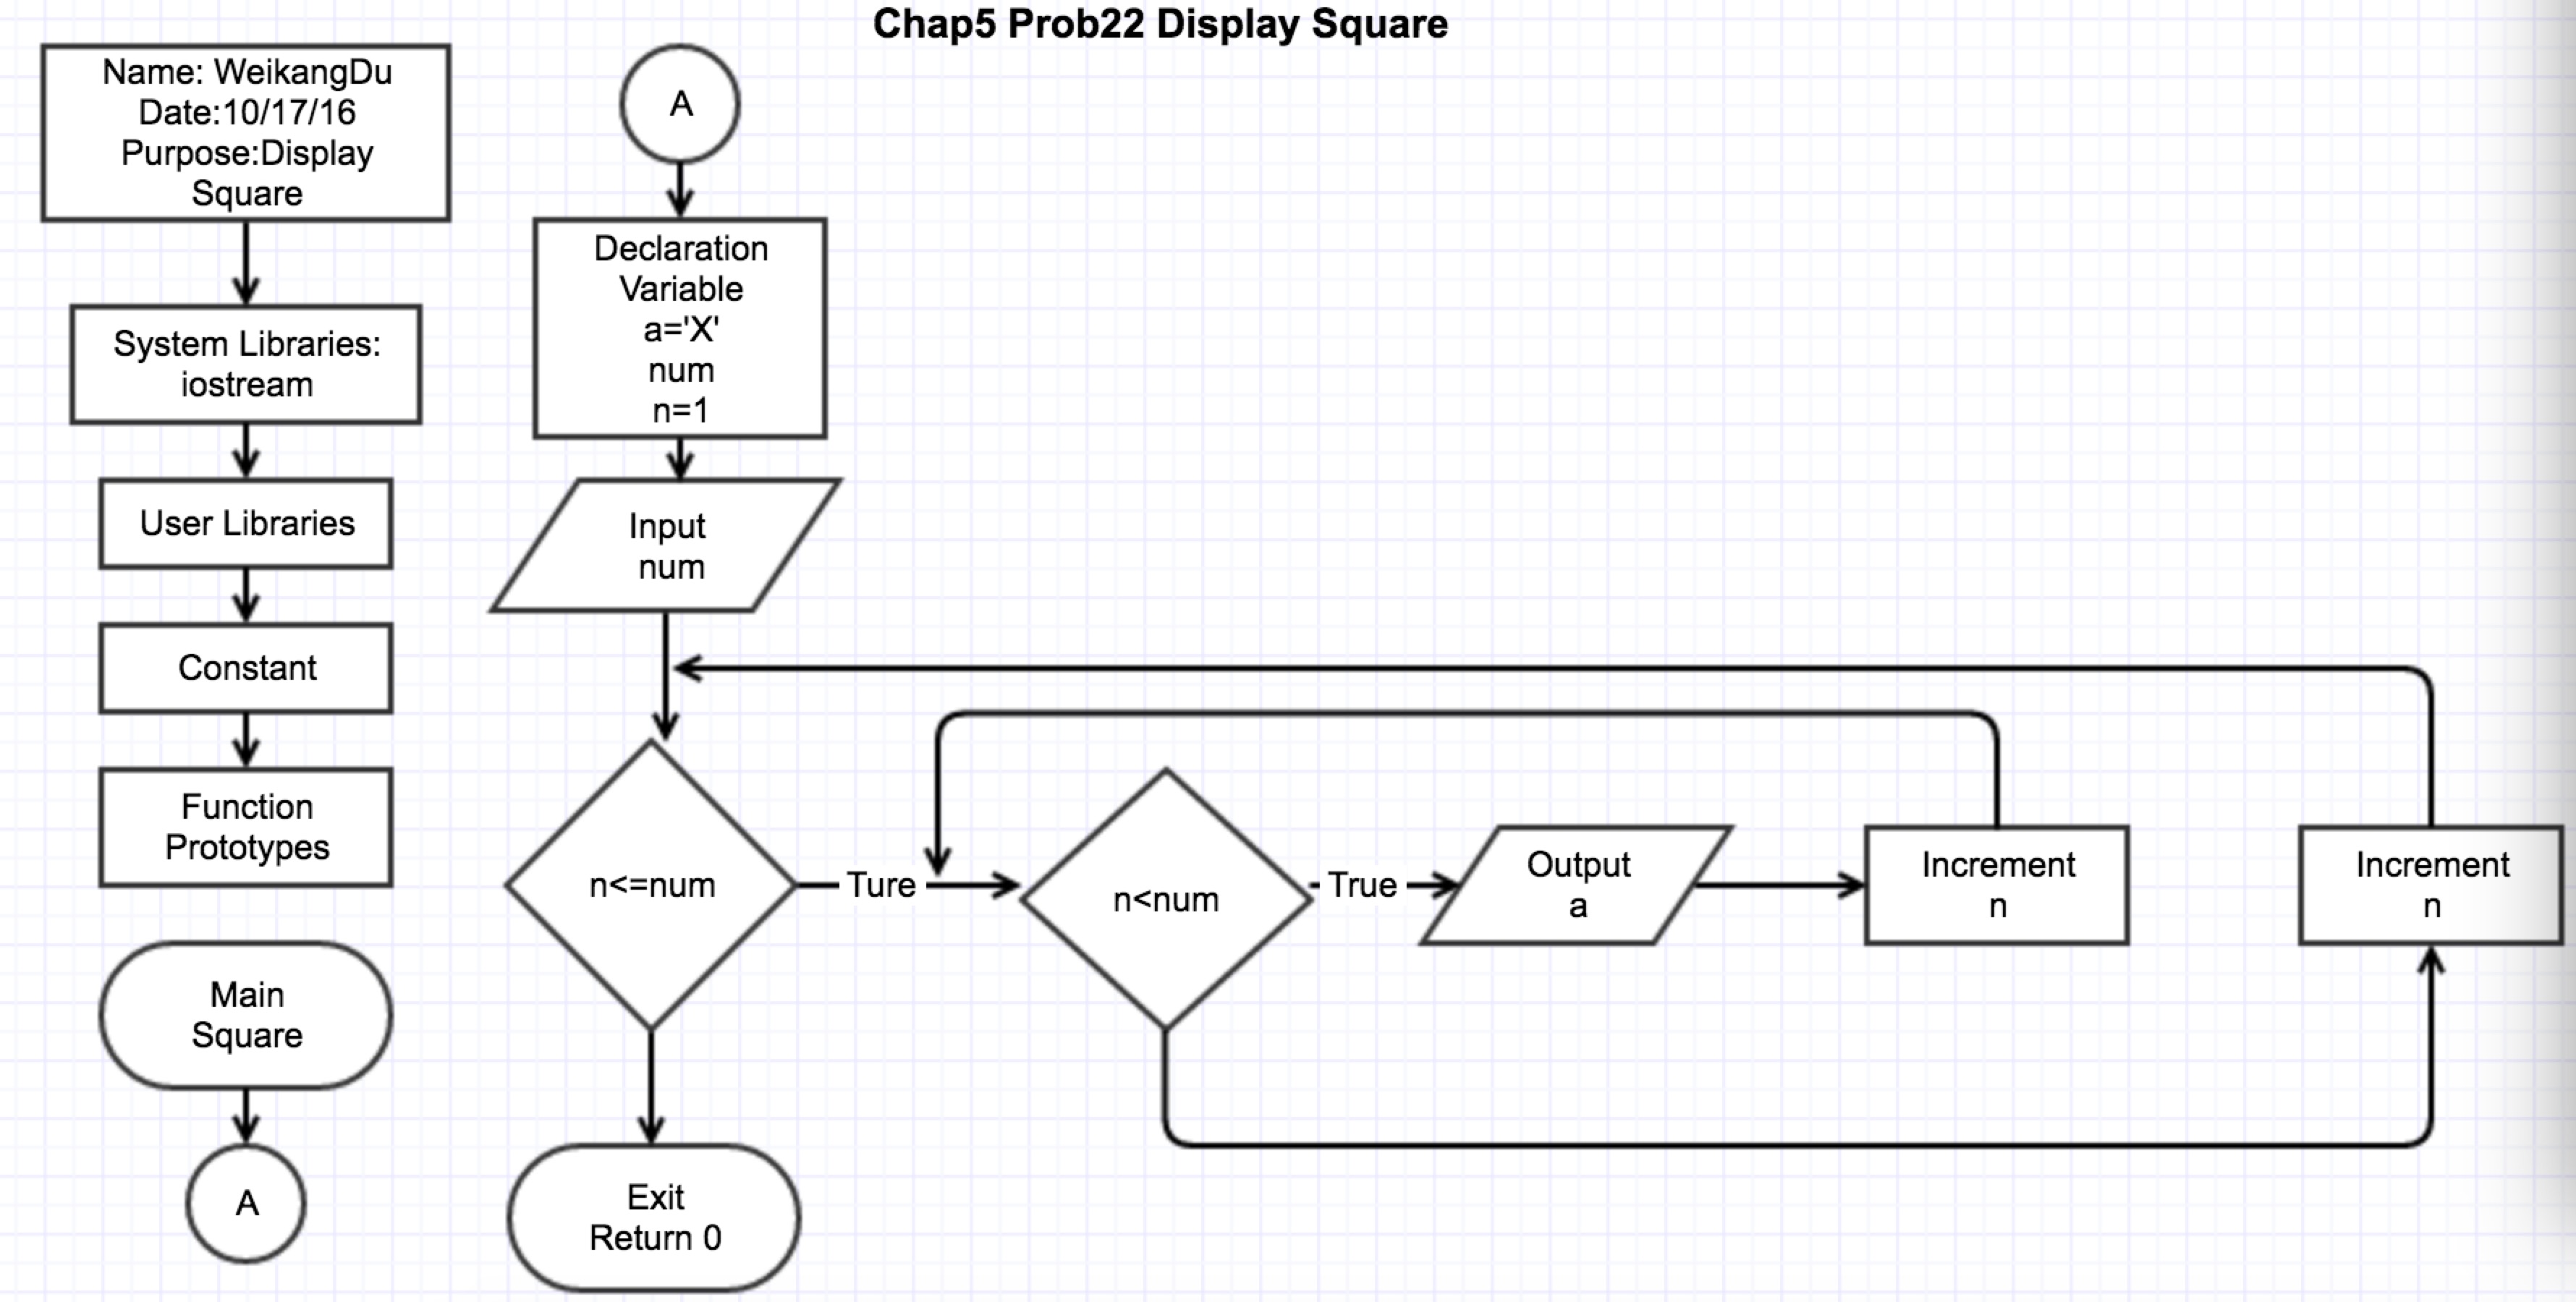 Chap5 Prob22 Display Square
Name: WeikangDu
Date:10/17/16
Purpose:Display
Square
System Libraries:
iostream
User Libraries
Constant
Function
Prototypes
Main
Square
A
A
Declaration
Variable
a='X'
num
n=1
Input
num
n<=num
Ture
n<num
True
Output
a
Increment
n
Increment
n
Exit
Return 0